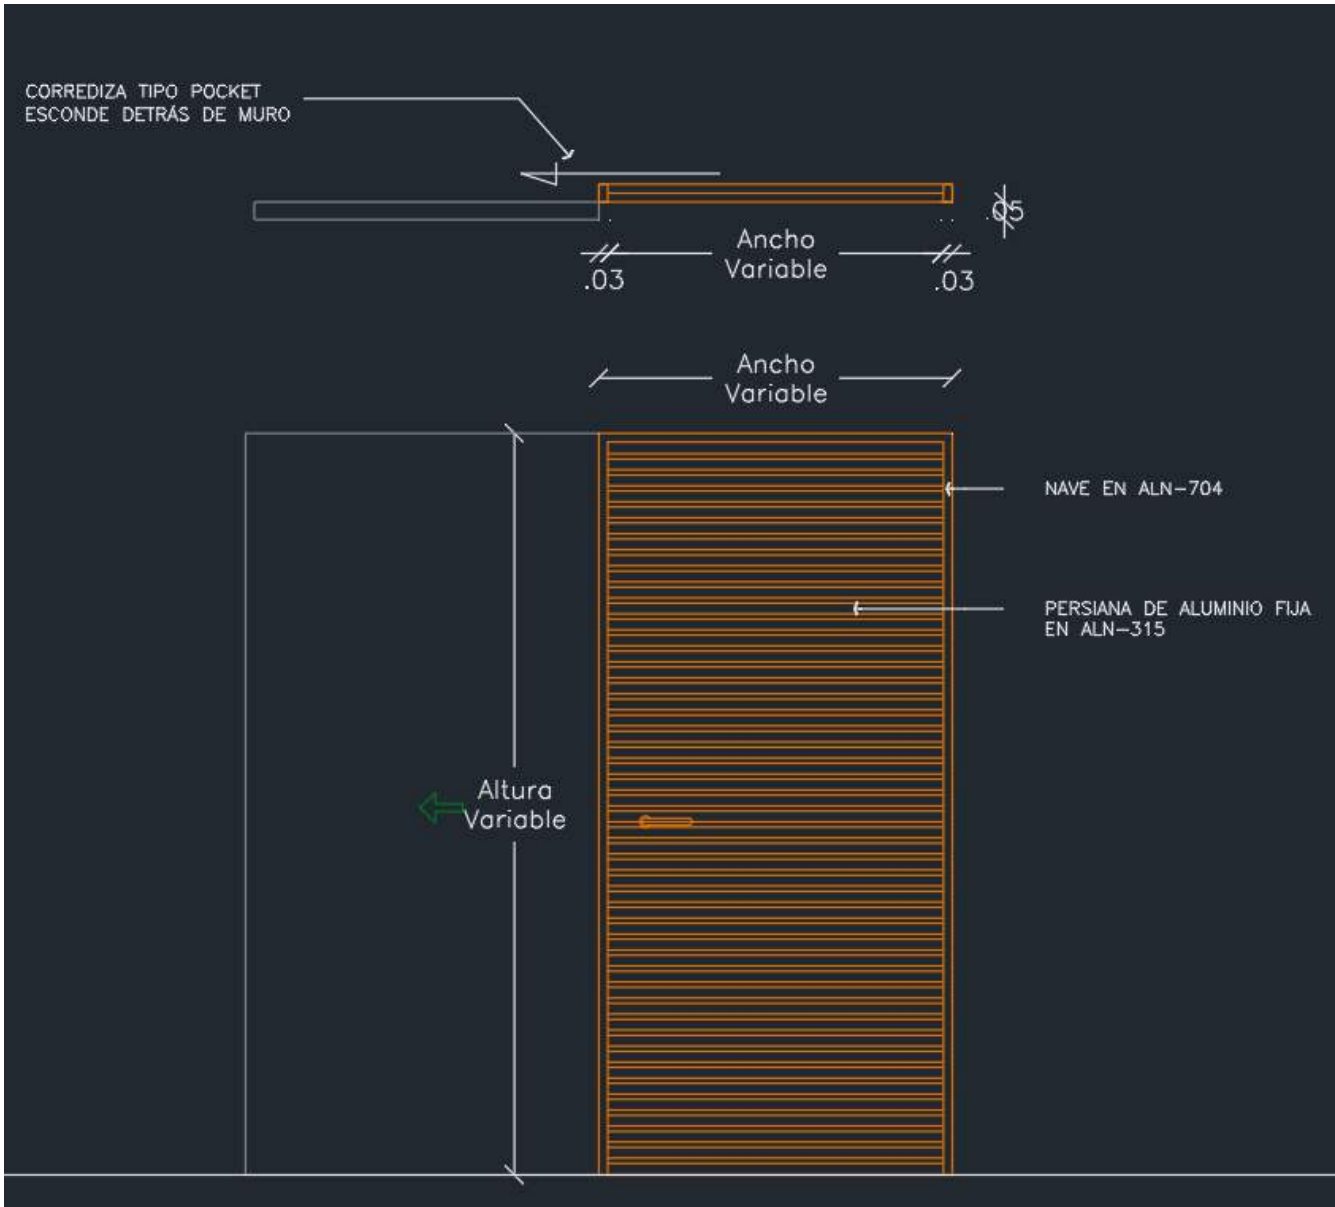 CORREDIZA TIPO POCKET
ESCONDE DETRÁS DE MURO
.05
Ancho
Variable
.03
.03
Ancho
Variable
NAVE EN ALN-704
PERSIANA DE ALUMINIO FIJA
EN ALN-315
Altura
Variable